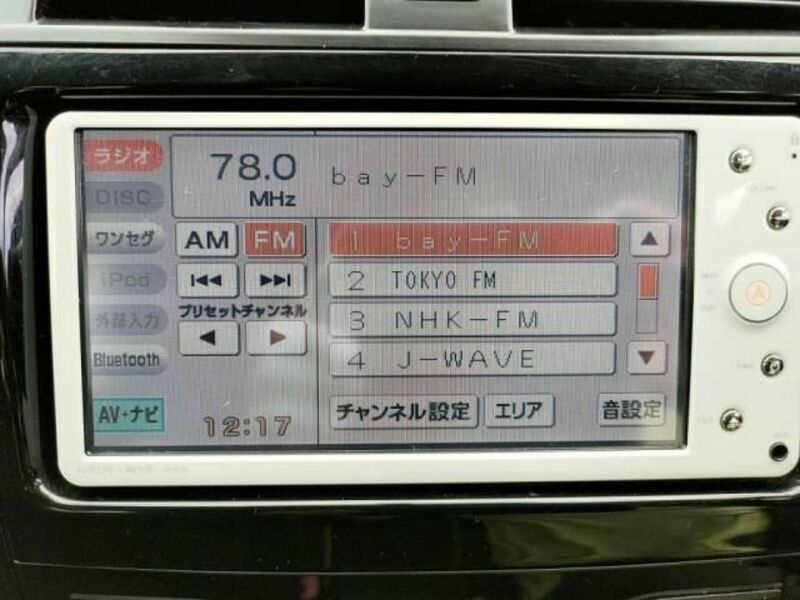 ラジオ
DISC
ワンセグ
iPod
外部入力
Bluetooth
AV・ナビ
78.0
MHz
bay-FM
AM FM
プリセットチャンネル
12:17
1 bay-FM
2 TOKYO FM
3 NHK-FM
4 J-WAVE
チャンネル設定 エリア 音設定
VOLUME